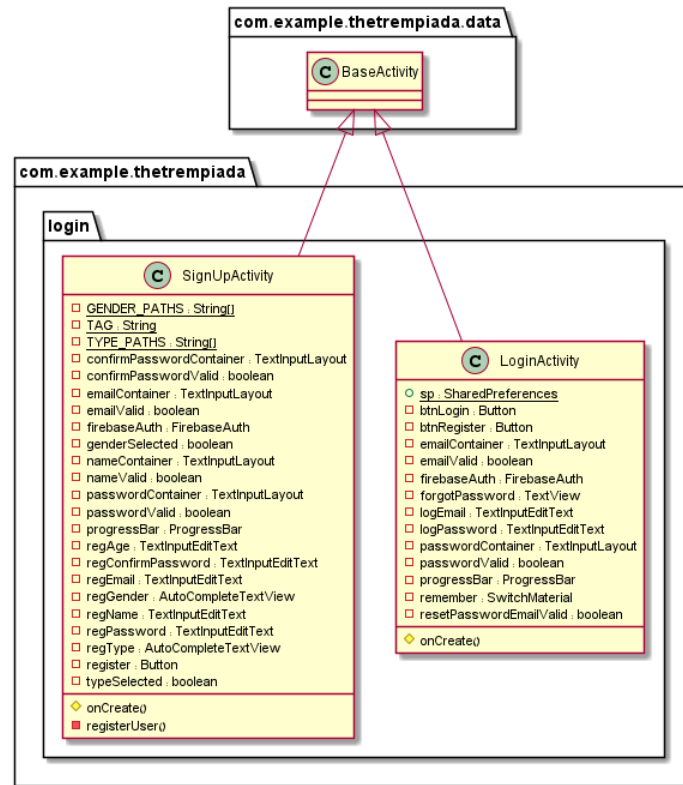 com.example.thetrempiada.data
C BaseActivity
com.example.thetrempiada
login
C SignUpActivity
GENDER_PATHS : String[]
TAG : String
TYPE_PATHS : String[]
confirmPasswordContainer : TextInputLayout
confirmPasswordValid : boolean
emailContainer : TextInputLayout
emailValid : boolean
firebaseAuth : FirebaseAuth
genderSelected : boolean
nameContainer : TextInputLayout
nameValid : boolean
passwordContainer : TextInputLayout
passwordValid : boolean
progressBar : ProgressBar
regAge : TextInputEditText
regConfirmPassword : TextInputEditText
regEmail : TextInputEditText
regGender : AutoCompleteTextView
regName : TextInputEditText
regPassword : TextInputEditText
regType : AutoCompleteTextView
register : Button
typeSelected : boolean
onCreate()
registerUser()
C LoginActivity
sp : SharedPreferences
btnLogin : Button
btnRegister : Button
emailContainer : TextInputLayout
emailValid : boolean
firebaseAuth : FirebaseAuth
forgotPassword : TextView
logEmail : TextInputEditText
logPassword : TextInputEditText
passwordContainer : TextInputLayout
passwordValid : boolean
progressBar : ProgressBar
remember : SwitchMaterial
resetPasswordEmailValid : boolean
onCreate()